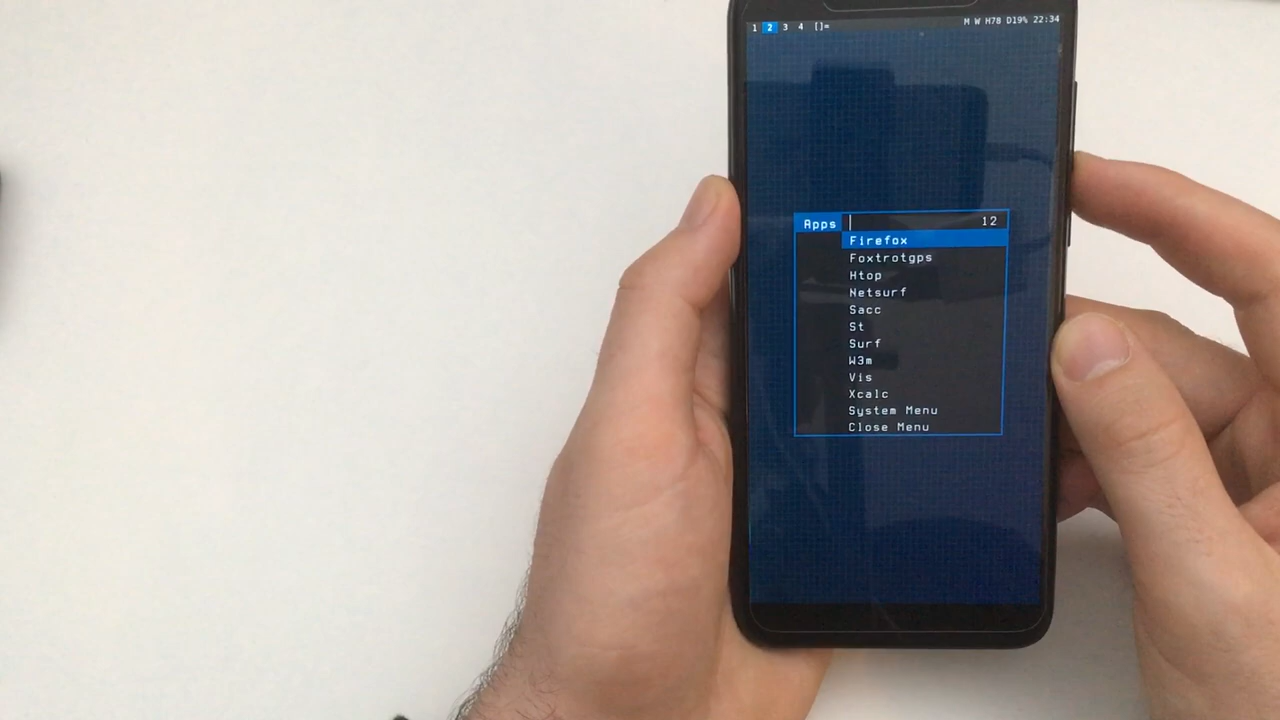 1 2 3 4 []= M W H78 D19% 22:34
Apps 12
Firefox
Foxtrotgps
Htop
Netsurf
Sacc
St
Surf
W3m
Vis
Xcalc
System Menu
Close Menu